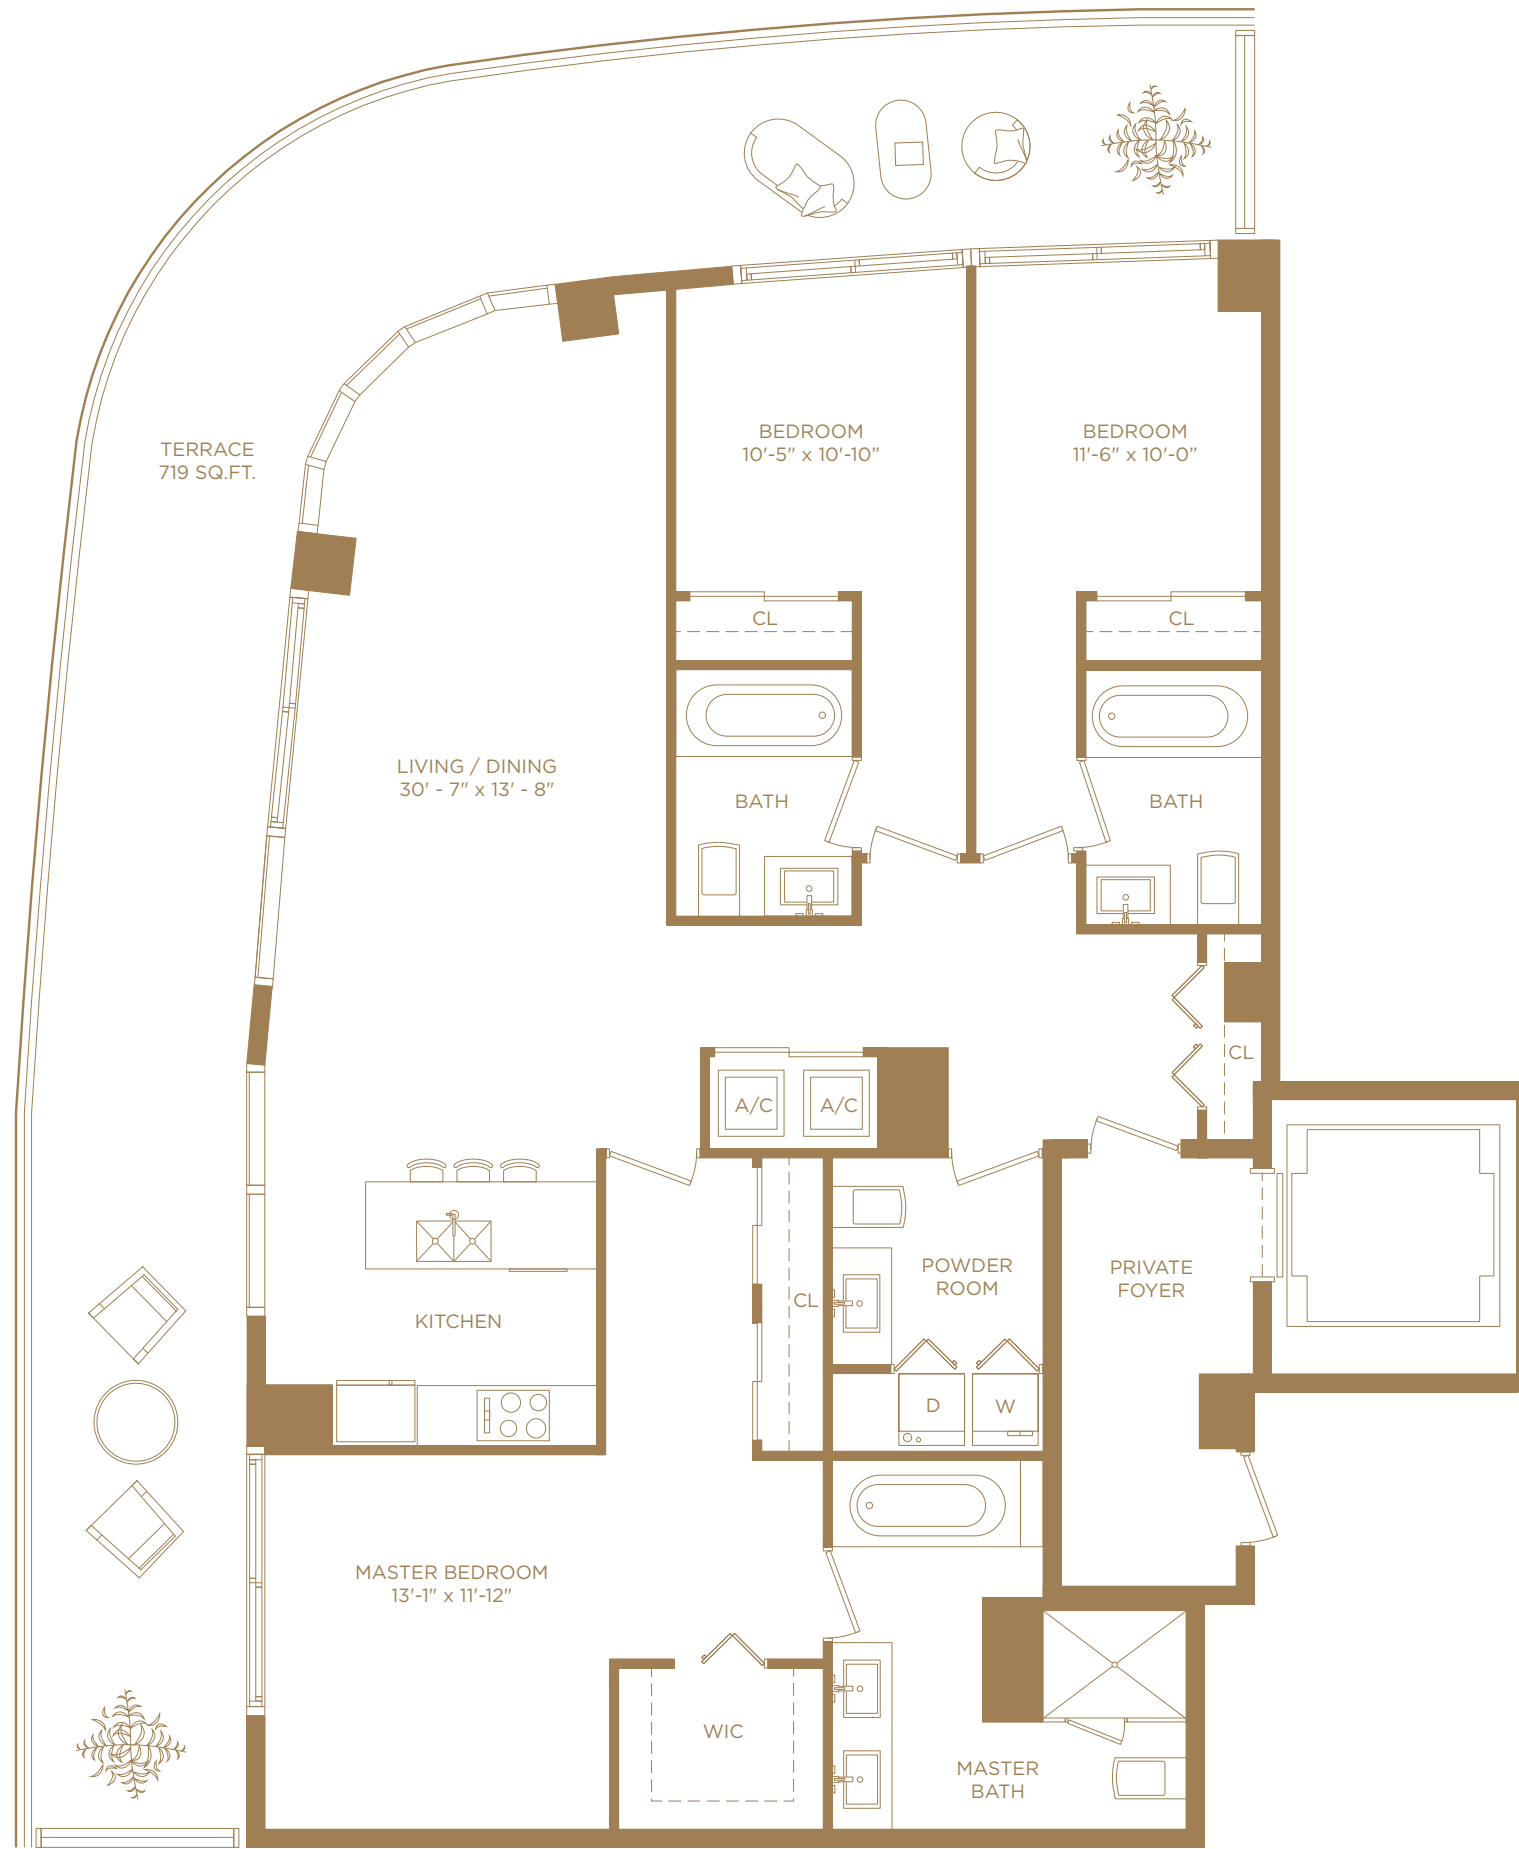 BEDROOM
10'-5" x 10'-10”
BEDROOM
11'-6" x 10'-0”
TERRACE
719 SQ.FT.
CL
CL
LIVING / DINING
30' - 7" x 13' - 8"
BATH
BATH
CL
A/C
A/C
POWDER
ROOM
PRIVATE
FOYER
CL
KITCHEN
D
W
MASTER BEDROOM
13'-1" x 11'-12"
WIC
MASTER
BATH